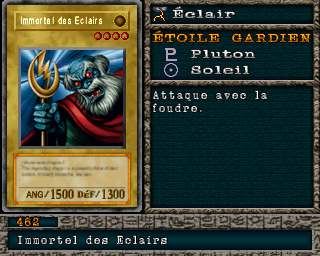 Immortel des Eclairs
ANG/1500 DéF/1300
Éclair
ÉTOILE GARDIEN
Pluton
Soleil
Attaque avec la
foudre.
462
Immortel des Eclairs